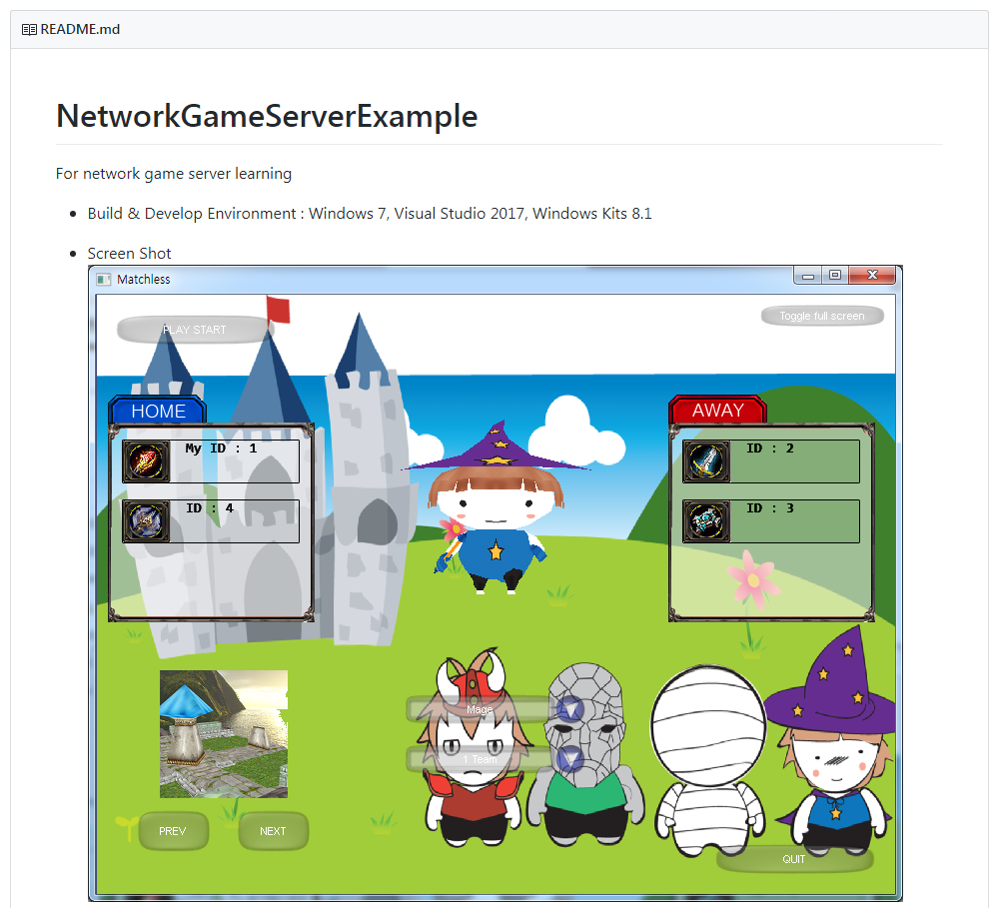 README.md
NetworkGameServerExample
For network game server learning
Build & Develop Environment : Windows 7, Visual Studio 2017, Windows Kits 8.1
Screen Shot
Matchless
PLAY START
Toggle full screen
HOME
AWAY
My ID : 1
ID : 2
ID : 4
ID : 3
Mage
1 Team
PREV
NEXT
QUIT